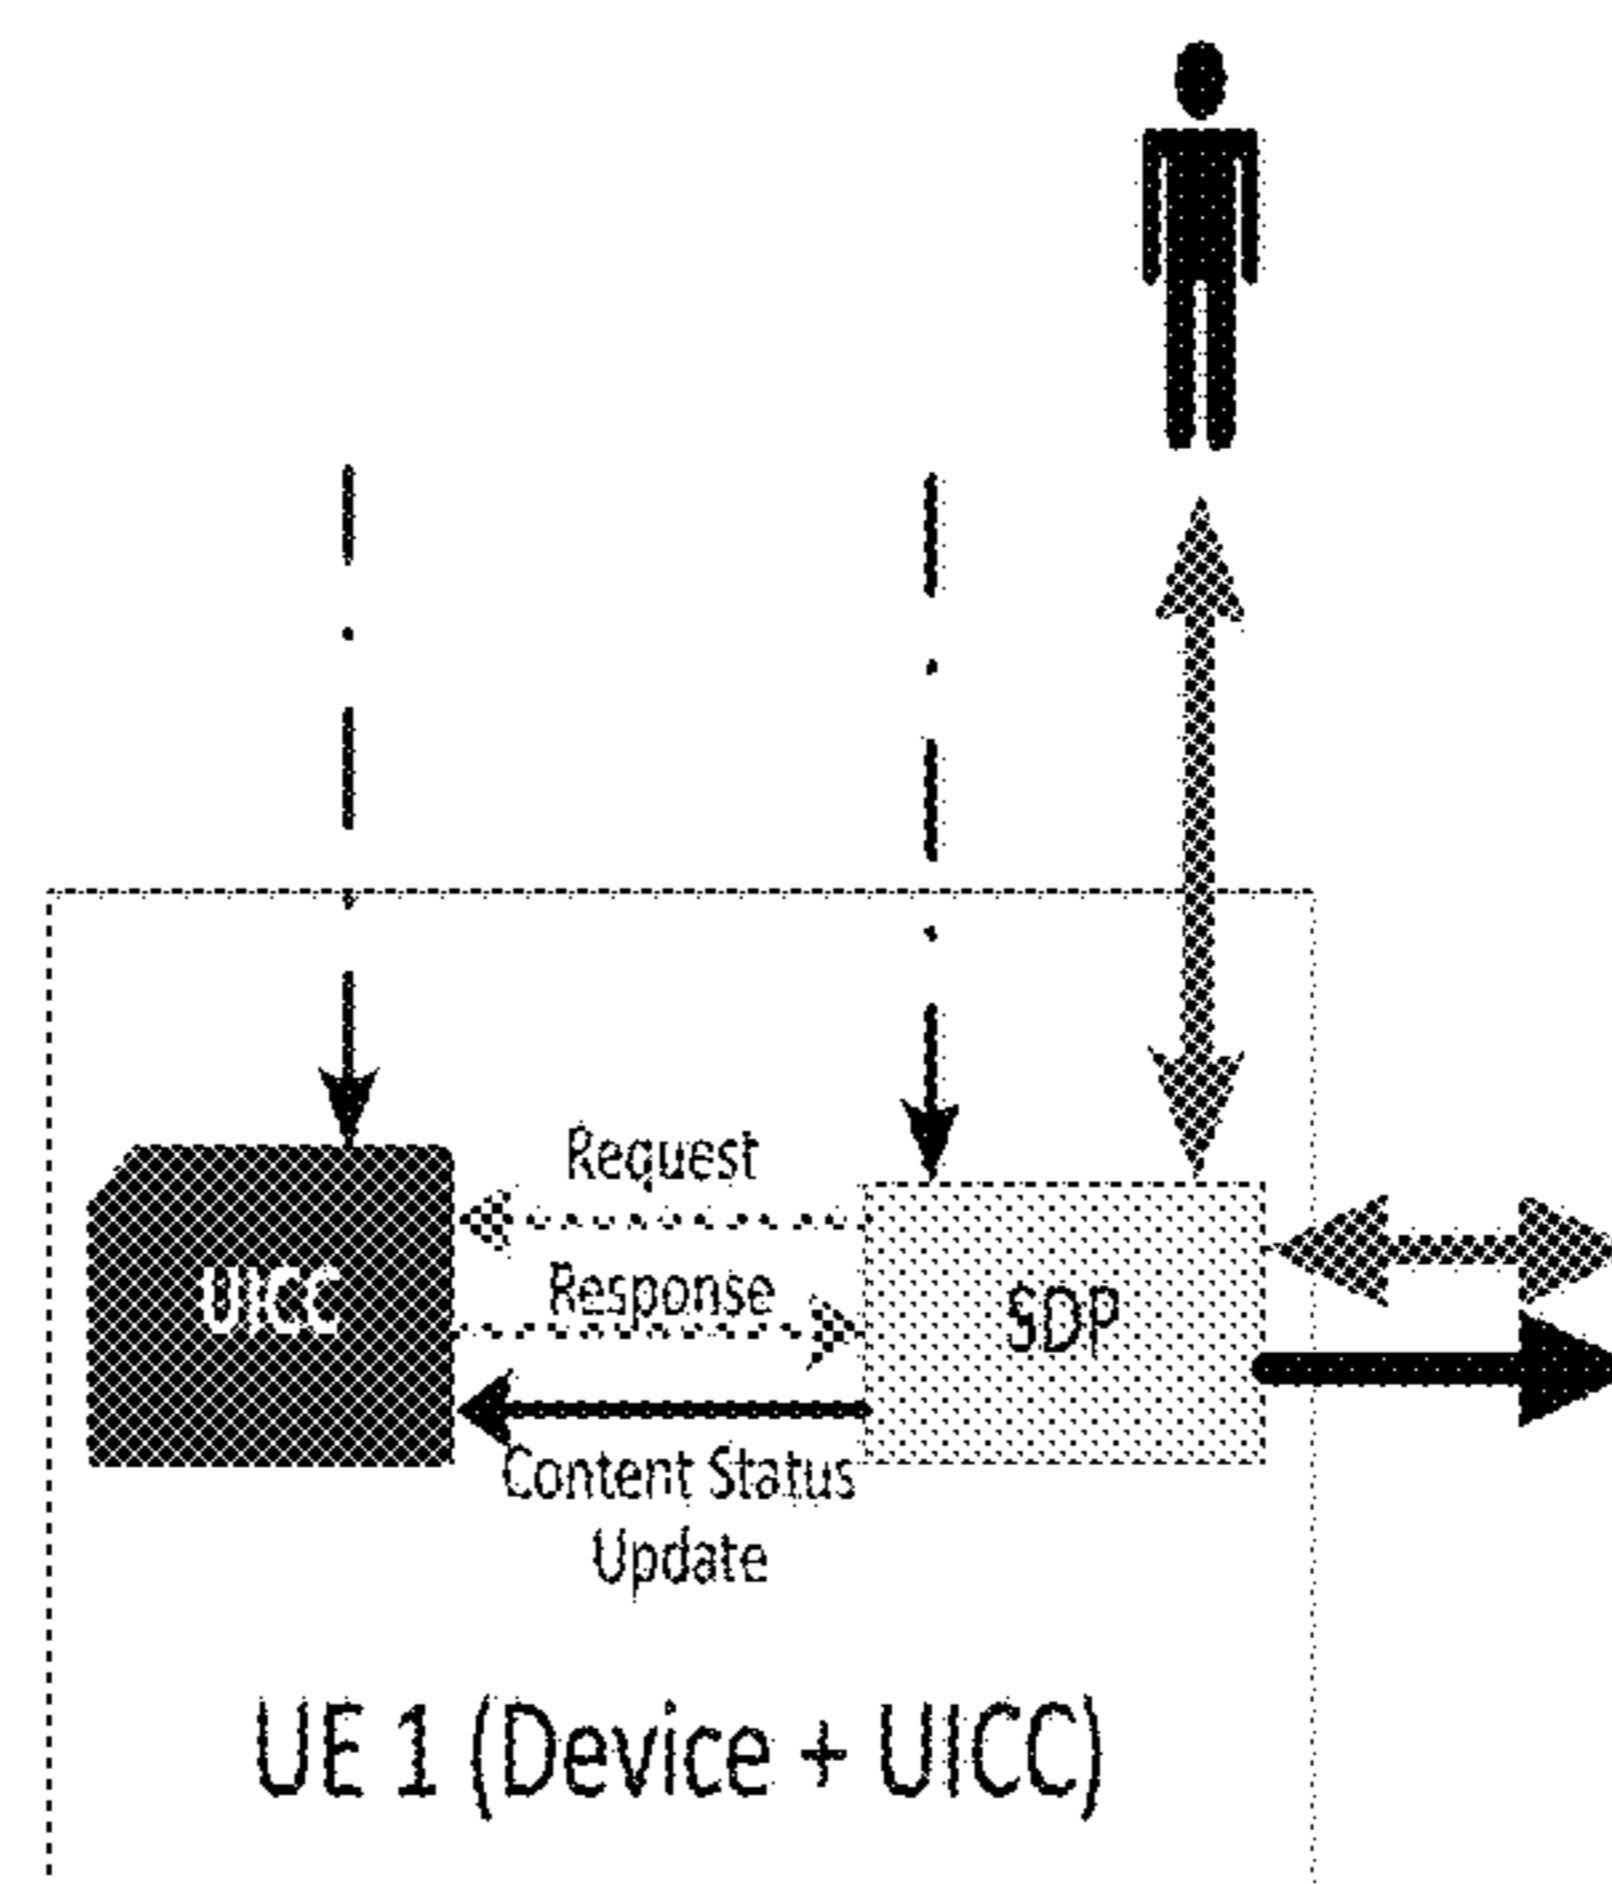 Request
Response
UICC
SDP
Content Status
Update
UE 1 (Device + UICC)